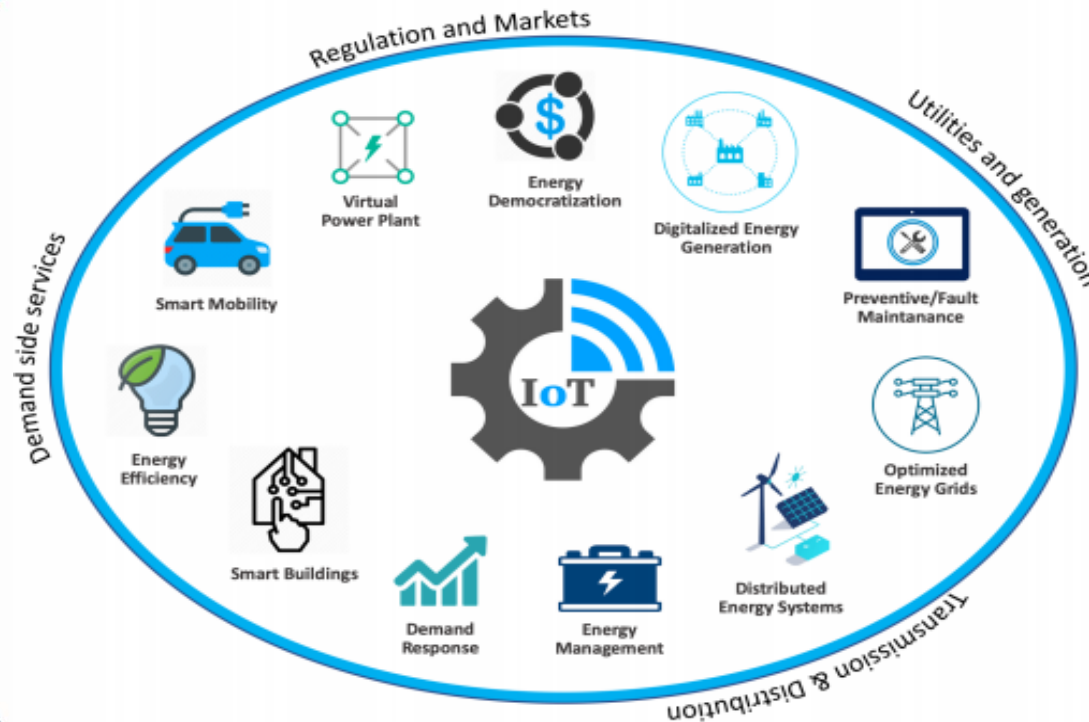 Regulation and Markets
Utilities and generation
Demand side services
Transmission & Distribution
$
Virtual
Power Plant
Energy
Democratization
Digitalized Energy
Generation
Smart Mobility
Preventive/Fault
Maintanance
IoT
Energy
Efficiency
Optimized
Energy Grids
Smart Buildings
Distributed
Energy Systems
Demand
Response
Energy
Management